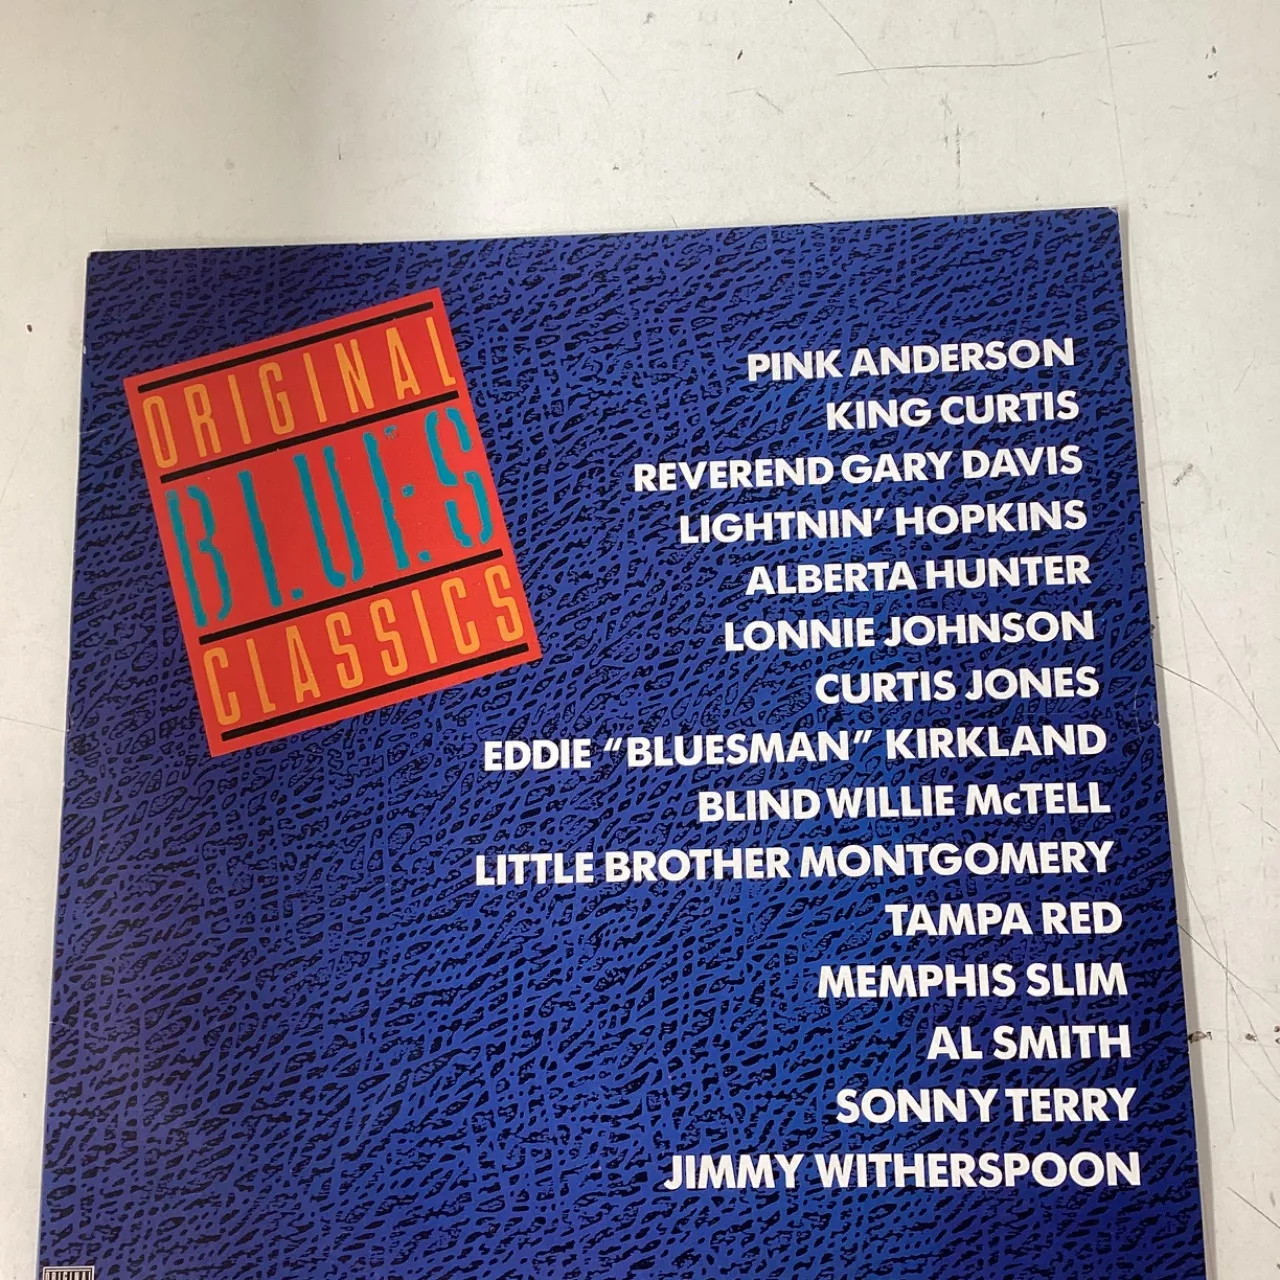 ORIGINAL
BLUES
CLASSICS
PINK ANDERSON
KING CURTIS
REVEREND GARY DAVIS
LIGHTNIN’ HOPKINS
ALBERTA HUNTER
LONNIE JOHNSON
CURTIS JONES
EDDIE “BLUESMAN” KIRKLAND
BLIND WILLIE McTELL
LITTLE BROTHER MONTGOMERY
TAMPA RED
MEMPHIS SLIM
AL SMITH
SONNY TERRY
JIMMY WITHERSPOON
ORIGINAL